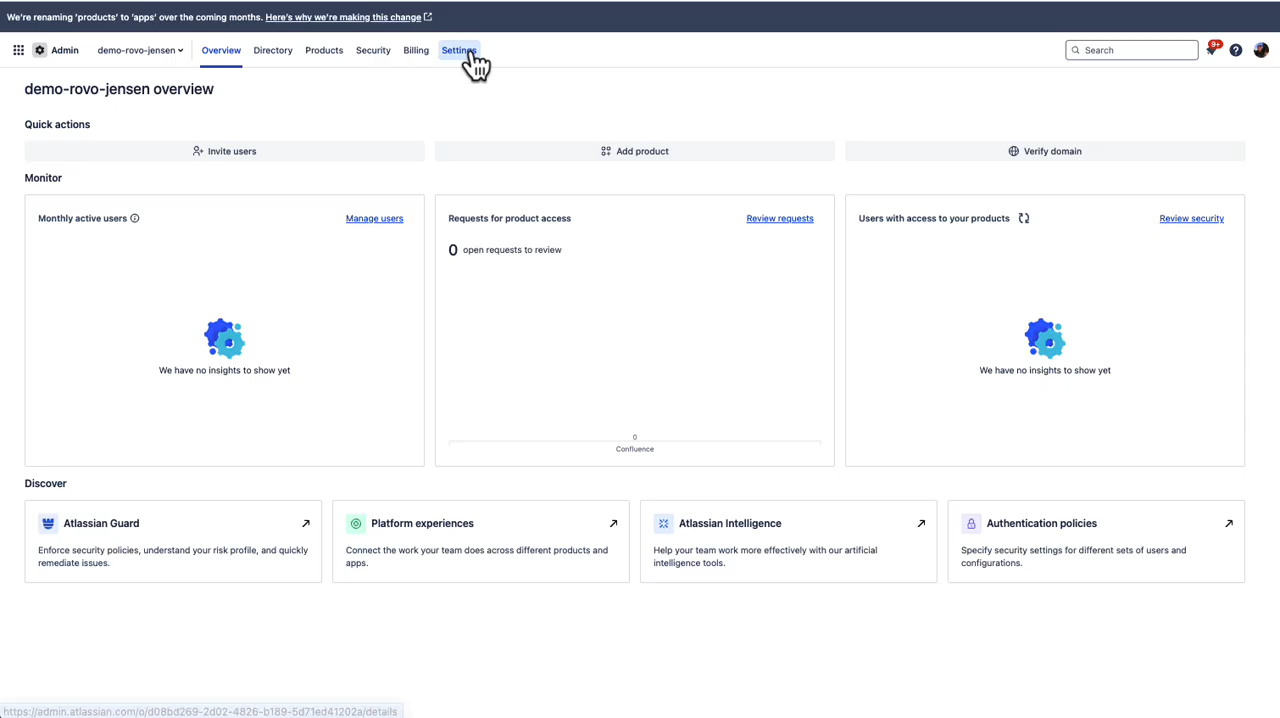 We're renaming 'products' to 'apps' over the coming months. Here's why we're making this change
Admin demo-rovo-jensen Overview Directory Products Security Billing Settings Search 9+
demo-rovo-jensen overview
Quick actions
Invite users Add product Verify domain
Monitor
Monthly active users Manage users
We have no insights to show yet
Requests for product access Review requests
0 open requests to review
0
Confluence
Users with access to your products Review security
We have no insights to show yet
Discover
Atlassian Guard
Enforce security policies, understand your risk profile, and quickly
remediate issues.
Platform experiences
Connect the work your team does across different products and
apps.
Atlassian Intelligence
Help your team work more effectively with our artificial
intelligence tools.
Authentication policies
Specify security settings for different sets of users and
configurations.
https://admin.atlassian.com/o/d08bd269-2d02-4826-b189-5d71ed41202a/details